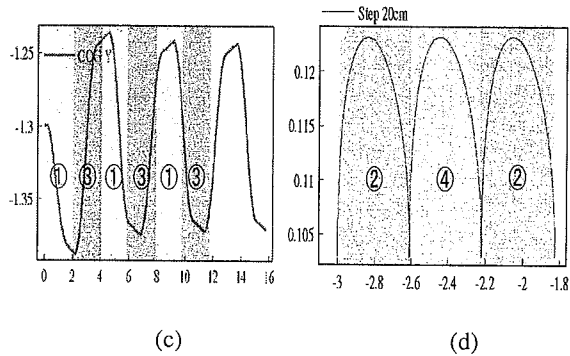 Step 20cm
-1.25
COG Y
-1.3
-1.35
① ③ ① ③ ① ③
0 2 4 6 8 10 12 14 16
0.12
0.115
0.11
0.105
② ④ ②
-3 -2.8 -2.6 -2.4 -2.2 -2 -1.8
(c) (d)